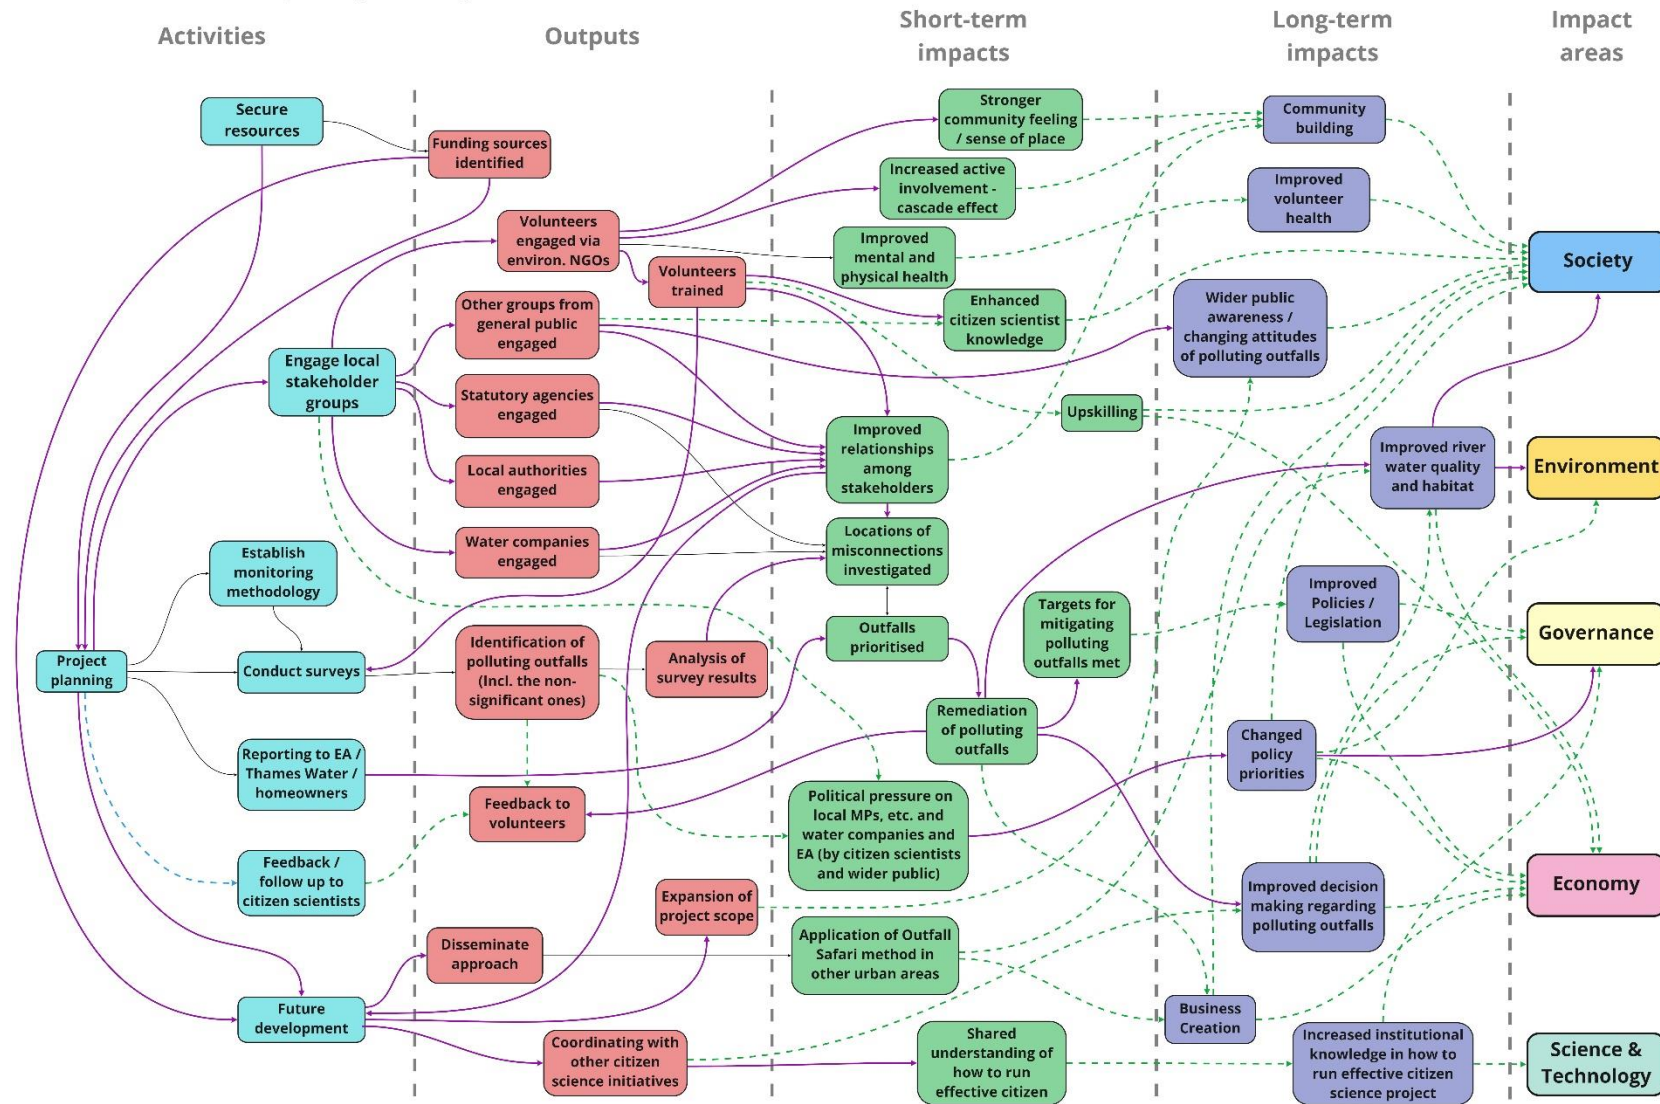 Activities
Outputs
Short-term
impacts
Long-term
impacts
Impact
areas
Secure
resources
Engage local
stakeholder
groups
Establish
monitoring
methodology
Project
planning
Conduct surveys
Reporting to EA /
Thames Water /
homeowners
Feedback /
follow up to
citizen scientists
Future
development
Funding sources
identified
Volunteers
engaged via
environ. NGOs
Volunteers
trained
Other groups from
general public
engaged
Statutory agencies
engaged
Local authorities
engaged
Water companies
engaged
Identification of
polluting outfalls
(Incl. the non-
significant ones)
Analysis of
survey results
Feedback to
volunteers
Expansion of
project scope
Disseminate
approach
Coordinating with
other citizen
science initiatives
Stronger
community feeling
/ sense of place
Increased active
involvement -
cascade effect
Improved
mental and
physical health
Enhanced
citizen scientist
knowledge
Upskilling
Improved
relationships
among
stakeholders
Locations of
misconnections
investigated
Outfalls
prioritised
Targets for
mitigating
polluting
outfalls met
Remediation
of polluting
outfalls
Political pressure on
local MPs, etc. and
water companies and
EA (by citizen scientists
and wider public)
Application of Outfall
Safari method in
other urban areas
Shared
understanding of
how to run
effective citizen
Community
building
Improved
volunteer
health
Wider public
awareness /
changing attitudes
of polluting outfalls
Improved river
water quality
and habitat
Improved
Policies /
Legislation
Changed
policy
priorities
Improved decision
making regarding
polluting outfalls
Business
Creation
Increased institutional
knowledge in how to
run effective citizen
science project
Society
Environment
Governance
Economy
Science &
Technology